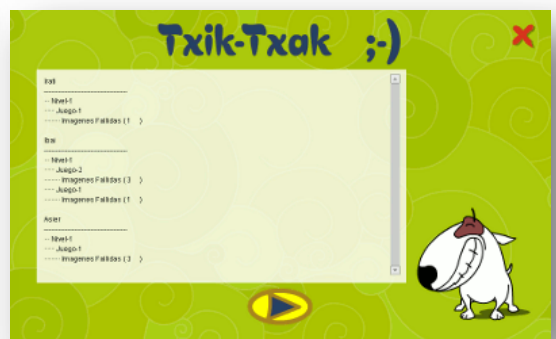 Txik-Txak ;-)
Irati
------------------------------
-- Nivel-1
--- Juego-1
----- Imagenes Fallidas ( 1 )
Ibai
------------------------------
-- Nivel-1
--- Juego-2
----- Imagenes Fallidas ( 3 )
--- Juego-1
----- Imagenes Fallidas ( 1 )
Asier
------------------------------
-- Nivel-1
--- Juego-1
----- Imagenes Fallidas ( 3 )